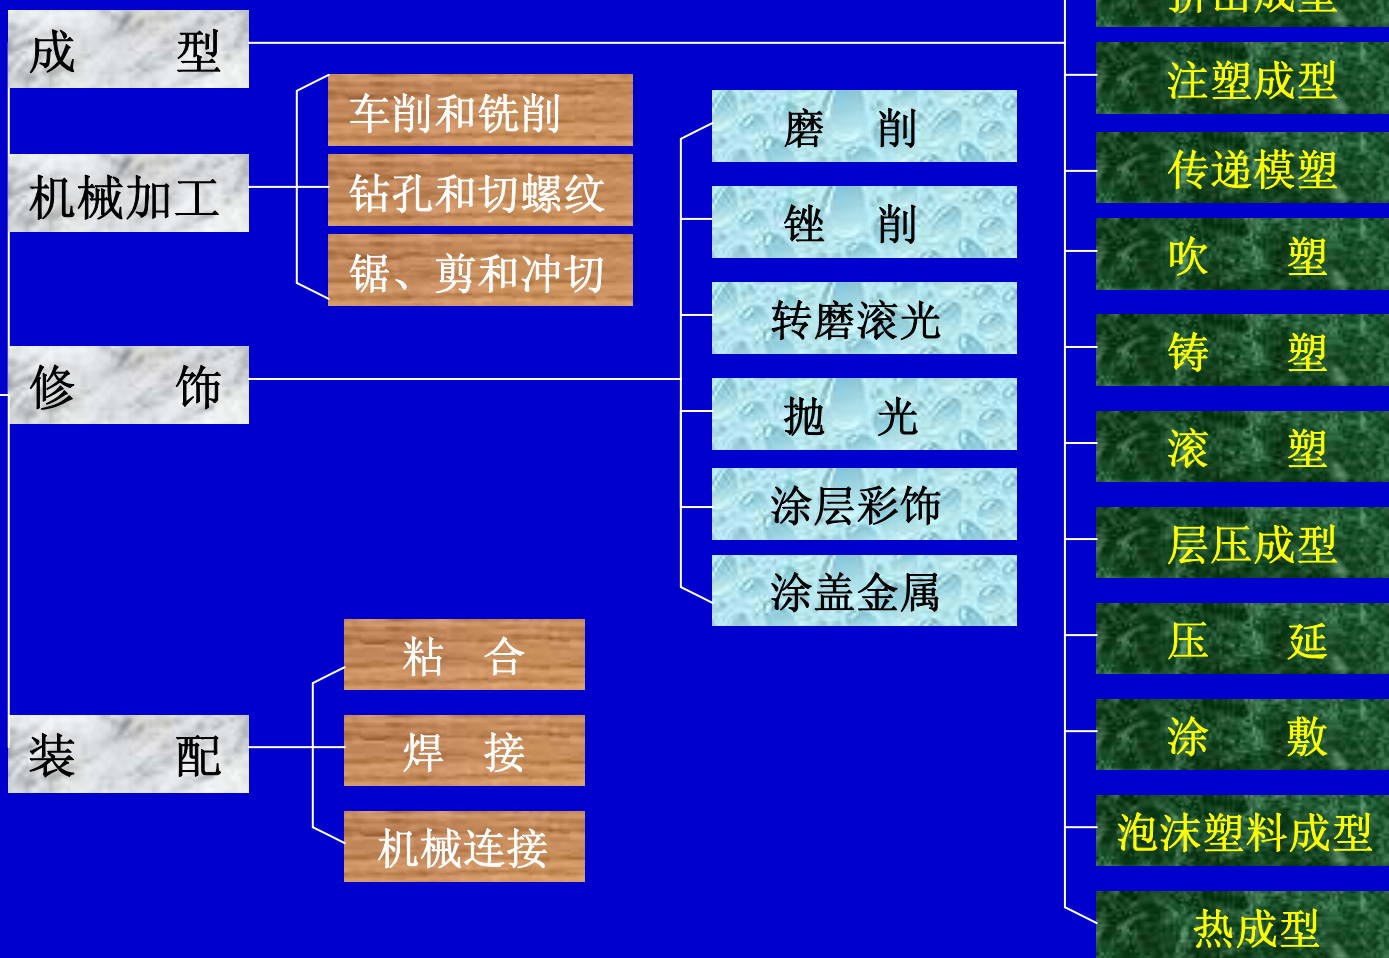 成型
机械加工
修饰
装配
车削和铣削
钻孔和切螺纹
锯、剪和冲切
粘合
焊接
机械连接
磨削
锉削
转磨滚光
抛光
涂层彩饰
涂盖金属
挤出成型
注塑成型
传递模塑
吹塑
铸塑
滚塑
层压成型
压延
涂敷
泡沫塑料成型
热成型